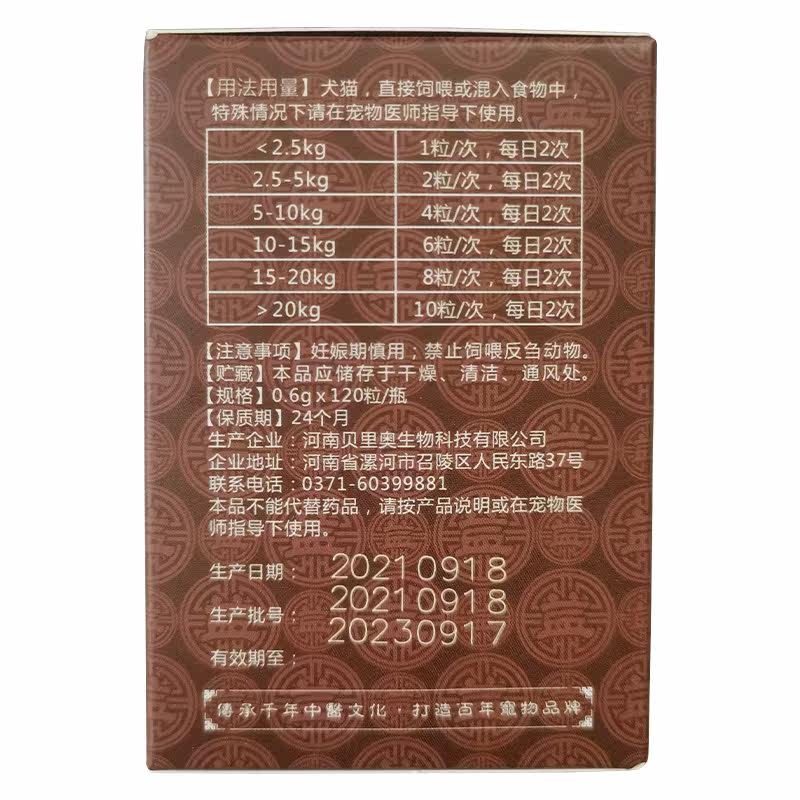 【用法用量】犬猫，直接饲喂或混入食物中，
特殊情况下请在宠物医师指导下使用。
<2.5kg 1粒/次，每日2次
2.5-5kg 2粒/次，每日2次
5-10kg 4粒/次，每日2次
10-15kg 6粒/次，每日2次
15-20kg 8粒/次，每日2次
>20kg 10粒/次，每日2次
【注意事项】妊娠期慎用；禁止饲喂反刍动物。
【贮藏】本品应储存于干燥、清洁、通风处。
【规格】0.6gx120粒/瓶
【保质期】24个月
生产企业：河南贝里奥生物科技有限公司
企业地址：河南省漯河市召陵区人民东路37号
联系电话：0371-60399881
本品不能代替药品，请按产品说明或在宠物医
师指导下使用。
生产日期：20210918
生产批号：20210918
有效期至：20230917
傳承千年中醫文化·打造百年寵物品牌